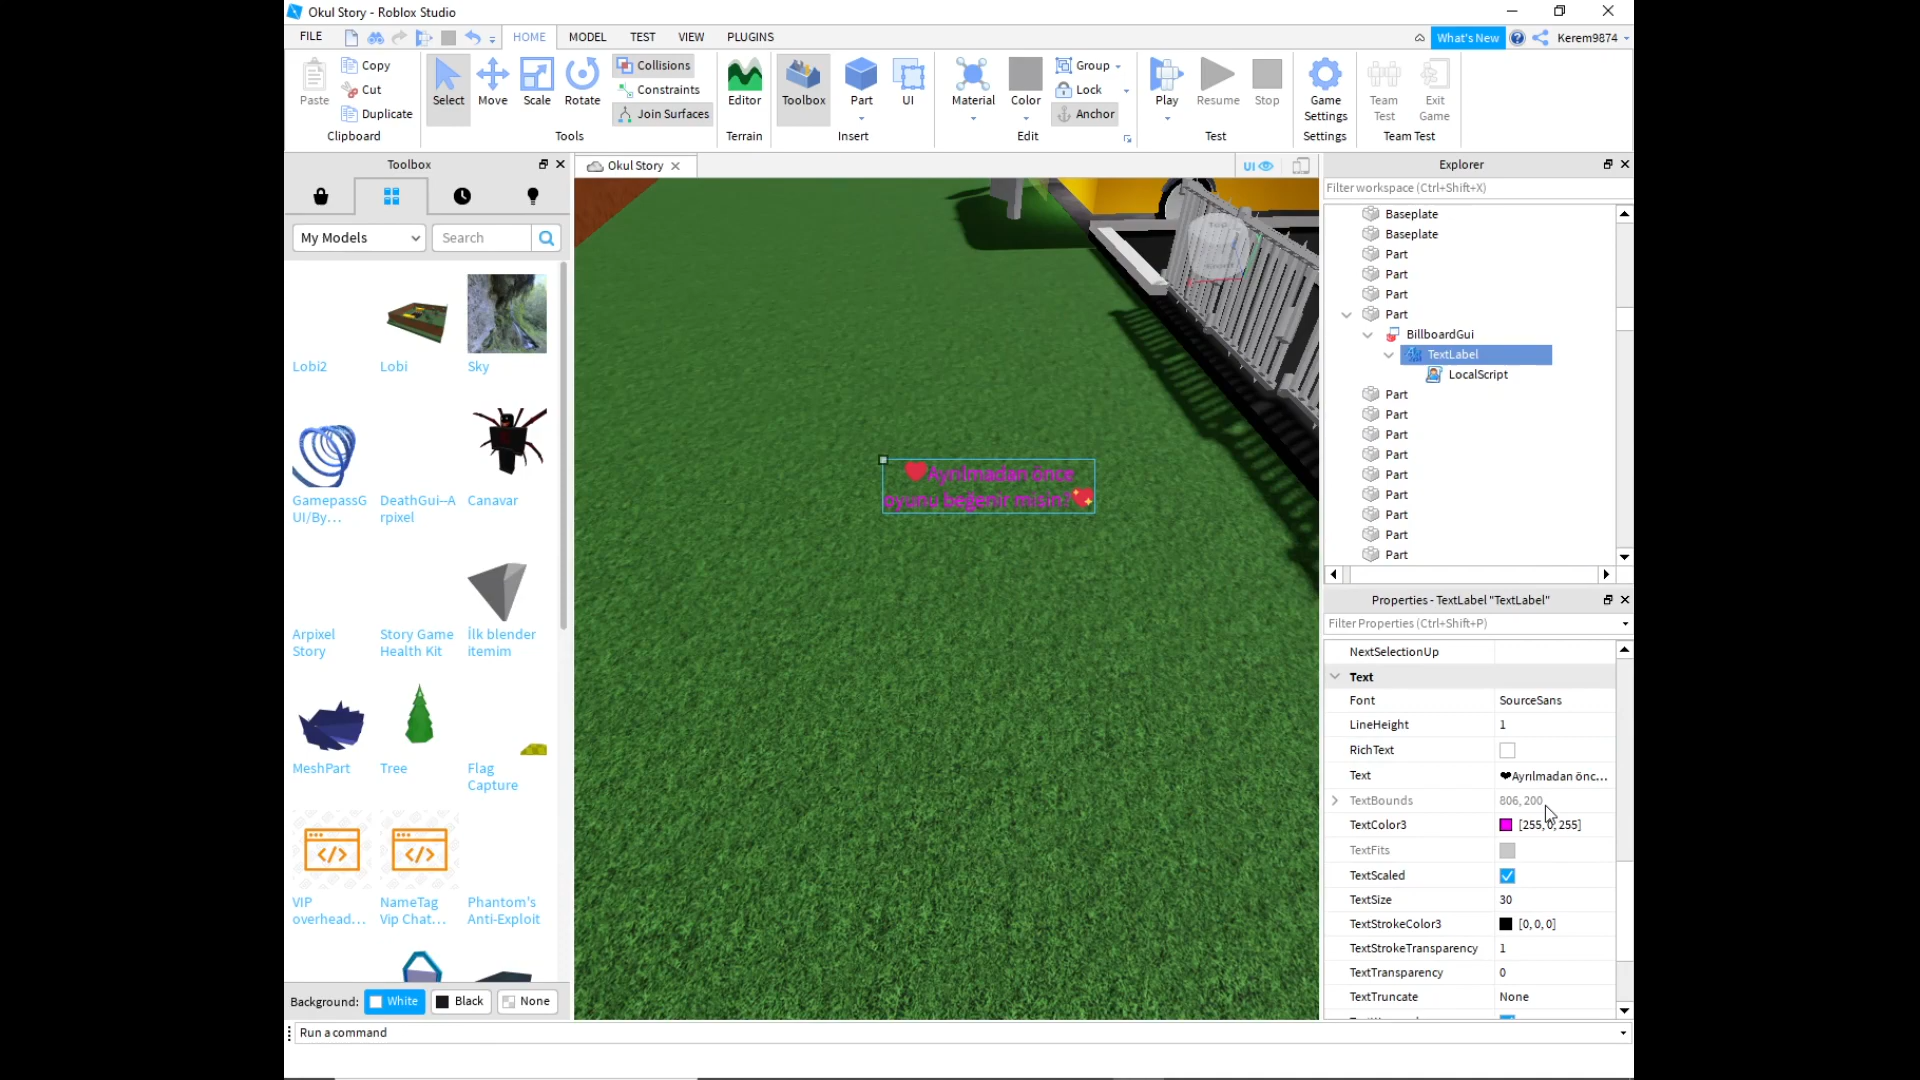 Okul Story - Roblox Studio
FILE
HOME
MODEL
TEST
VIEW
PLUGINS
What's New
Kerem9874
Paste
Copy
Cut
Duplicate
Clipboard
Select
Move
Scale
Rotate
Collisions
Constraints
Join Surfaces
Tools
Editor
Terrain
Toolbox
Part
UI
Insert
Material
Color
Group
Lock
Anchor
Edit
Play
Resume
Stop
Test
Game
Settings
Settings
Team
Test
Exit
Game
Team Test
Toolbox
My Models
Search
Lobi2
Lobi
Sky
GamepassG
UI/By...
DeathGui--A
rpixel
Canavar
Arpixel
Story
Story Game
Health Kit
İlk blender
itemim
MeshPart
Tree
Flag
Capture
VIP
overhead...
NameTag
Vip Chat...
Phantom's
Anti-Exploit
Background:
White
Black
None
Run a command
Okul Story
UI
❤Ayrılmadan önce
oyunu beğenir misin?💖
Explorer
Filter workspace (Ctrl+Shift+X)
Baseplate
Baseplate
Part
Part
Part
Part
BillboardGui
TextLabel
LocalScript
Part
Part
Part
Part
Part
Part
Part
Part
Part
Properties - TextLabel "TextLabel"
Filter Properties (Ctrl+Shift+P)
NextSelectionUp
Text
Font SourceSans
LineHeight 1
RichText
Text ❤Ayrılmadan önc...
TextBounds 806, 200
TextColor3 [255, 0, 255]
TextFits
TextScaled
TextSize 30
TextStrokeColor3 [0, 0, 0]
TextStrokeTransparency 1
TextTransparency 0
TextTruncate None